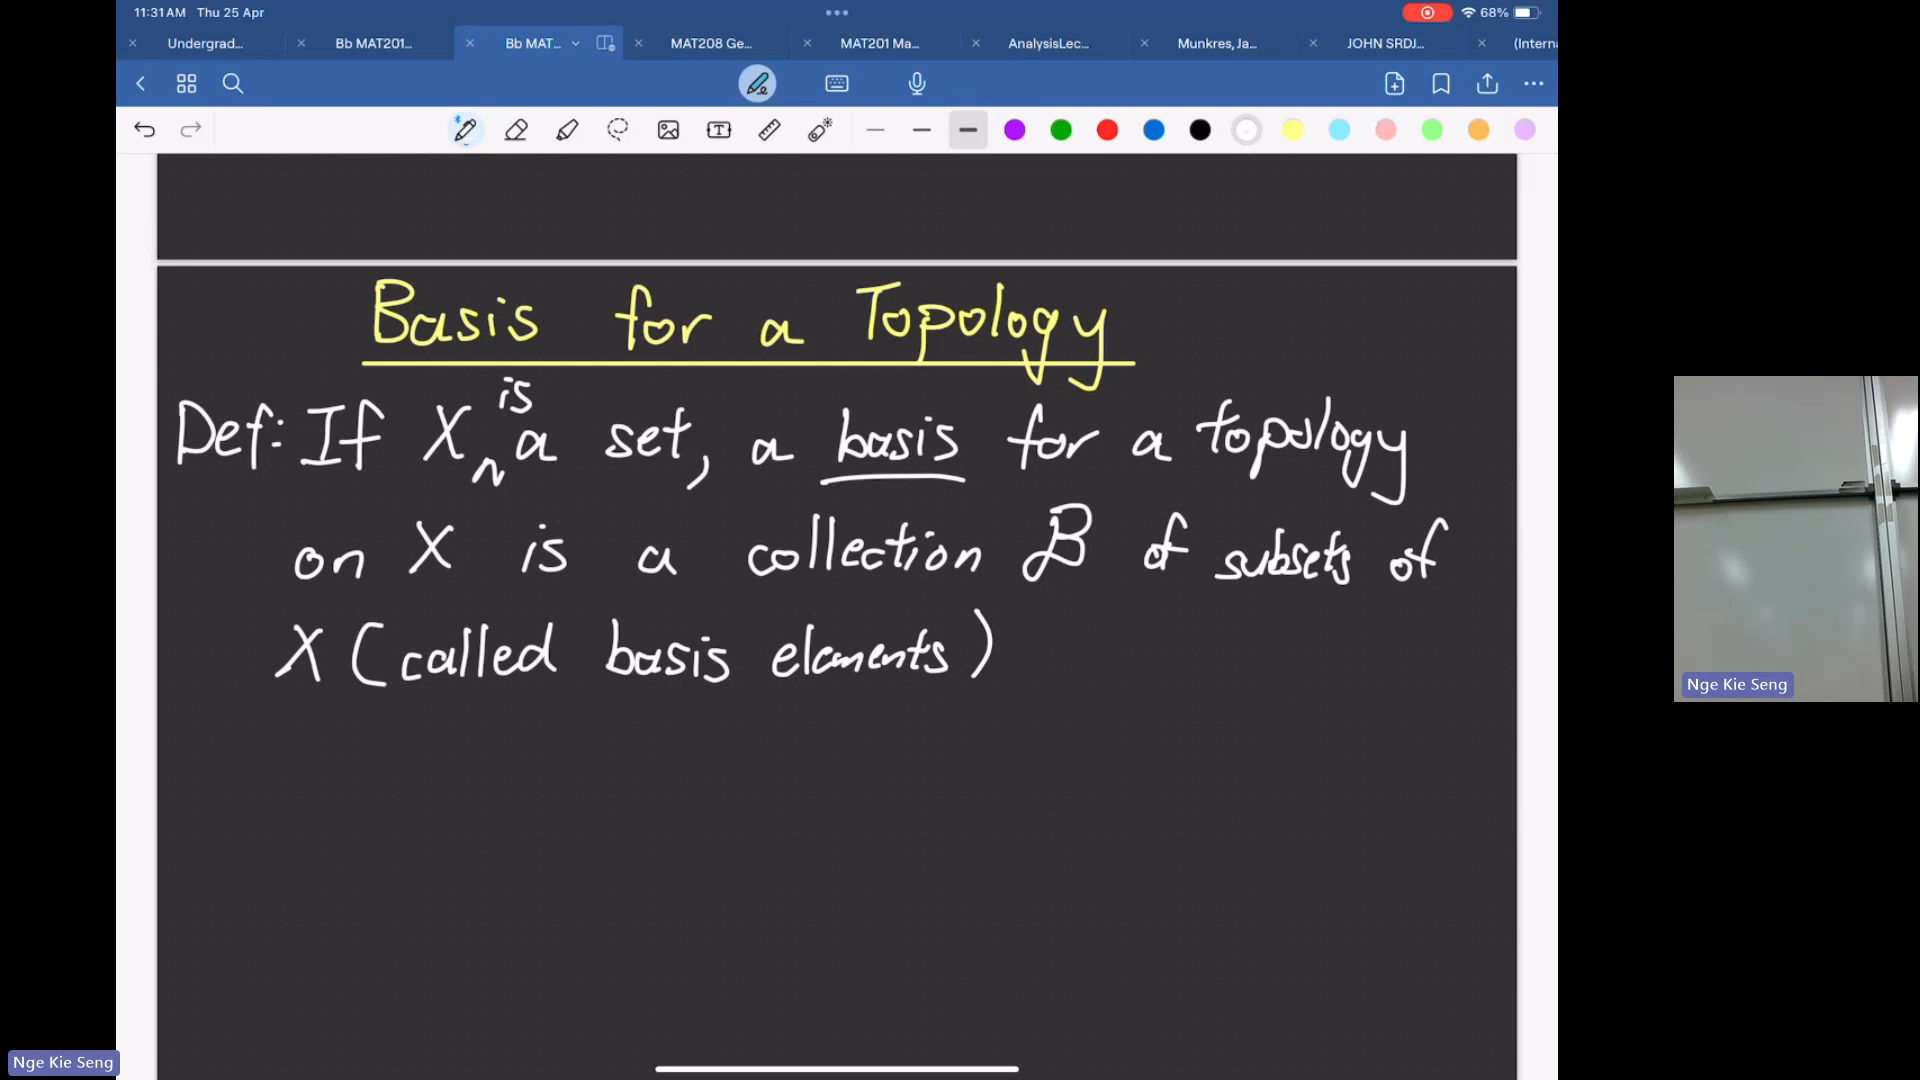 11:31AM Thu 25 Apr
68%
Undergrad... Bb MAT201... Bb MAT... MAT208 Ge... MAT201 Ma... AnalysisLec... Munkres, Ja... JOHN SRDJ... (Intern
Basis for a Topology
is
Def: If X a set, a basis for a topology
on X is a collection B of subsets of
X (called basis elements)
Nge Kie Seng
Nge Kie Seng